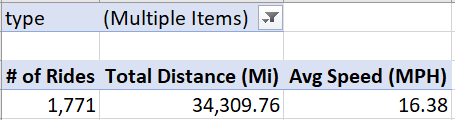 type (Multiple Items)
# of Rides Total Distance (Mi) Avg Speed (MPH)
1,771 34,309.76 16.38